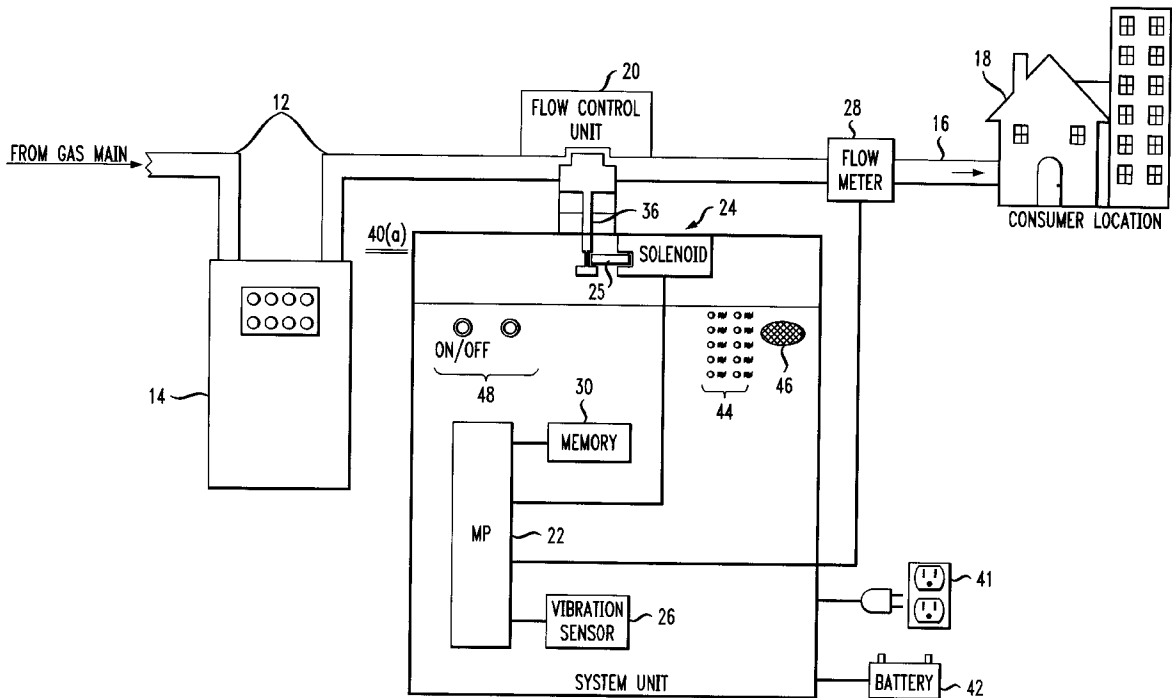 12
20
FLOW CONTROL
UNIT
18
FROM GAS MAIN
28
FLOW
METER
16
CONSUMER LOCATION
36
24
40(a)
SOLENOID
25
ON/OFF
48
44
46
14
30
MEMORY
MP
22
VIBRATION
SENSOR
26
41
SYSTEM UNIT
BATTERY
42